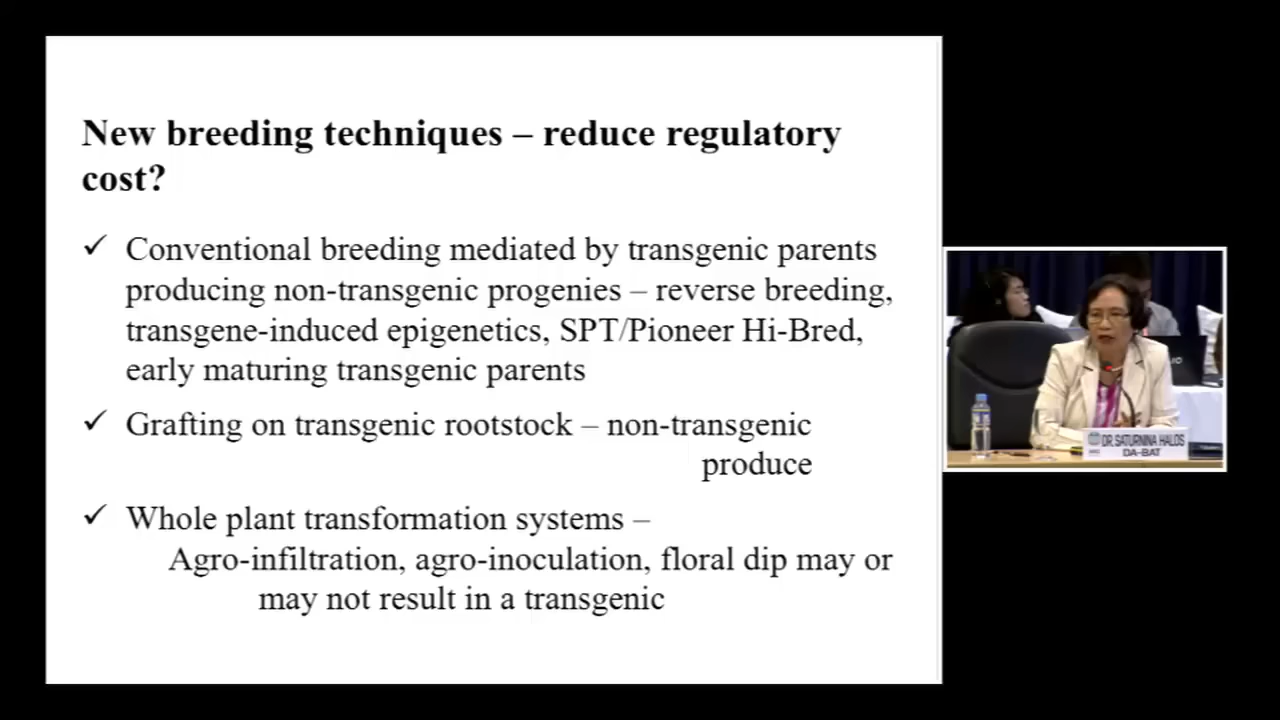 New breeding techniques – reduce regulatory
cost?
✓ Conventional breeding mediated by transgenic parents
producing non-transgenic progenies – reverse breeding,
transgene-induced epigenetics, SPT/Pioneer Hi-Bred,
early maturing transgenic parents
✓ Grafting on transgenic rootstock – non-transgenic
produce
✓ Whole plant transformation systems –
Agro-infiltration, agro-inoculation, floral dip may or
may not result in a transgenic
DR. SATURNINA HALOS
DA-BAT